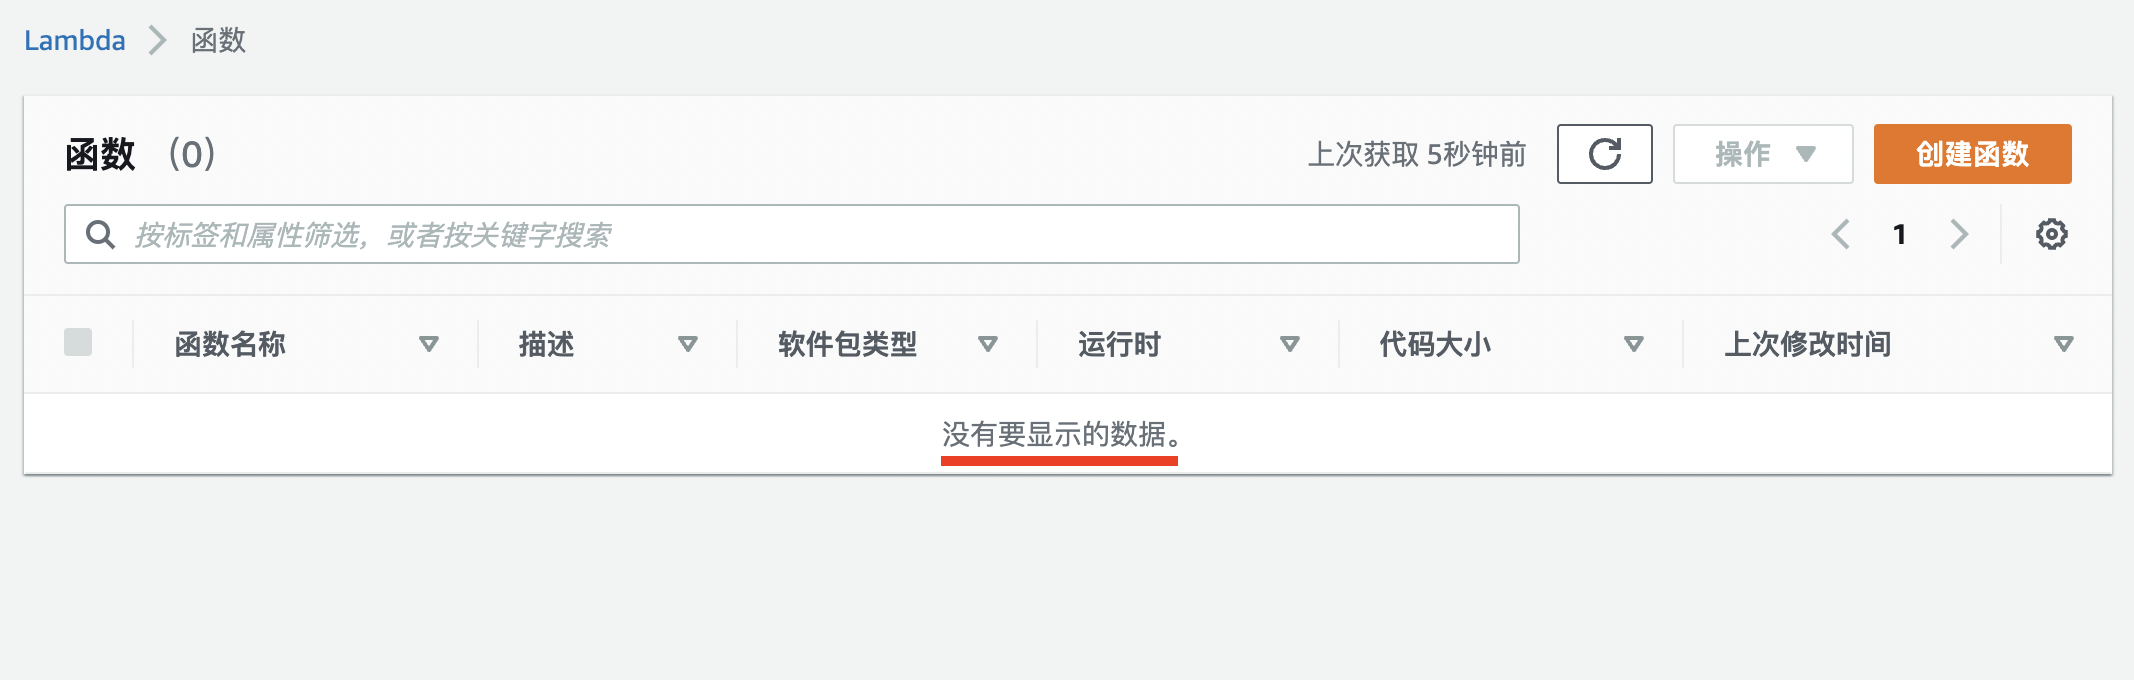 Lambda 函数
函数 (0) 上次获取 5秒钟前 操作 创建函数
按标签和属性筛选，或者按关键字搜索 1
函数名称 描述 软件包类型 运行时 代码大小 上次修改时间
没有要显示的数据。